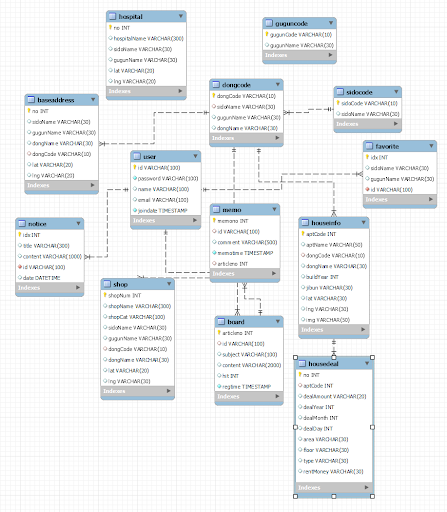 hospital
no INT
hospitalName VARCHAR(300)
sidoName VARCHAR(30)
gugunName VARCHAR(30)
lat VARCHAR(20)
lng VARCHAR(20)
Indexes
guguncode
gugunCode VARCHAR(10)
gugunName VARCHAR(30)
Indexes
baseaddress
no INT
sidoName VARCHAR(30)
gugunName VARCHAR(30)
dongName VARCHAR(30)
dongCode VARCHAR(10)
lat VARCHAR(20)
lng VARCHAR(20)
Indexes
dongcode
dongCode VARCHAR(10)
sidoName VARCHAR(30)
gugunName VARCHAR(30)
dongName VARCHAR(30)
Indexes
sidocode
sidoCode VARCHAR(10)
sidoName VARCHAR(30)
Indexes
user
id VARCHAR(100)
password VARCHAR(100)
name VARCHAR(100)
email VARCHAR(100)
joindate TIMESTAMP
Indexes
favorite
idx INT
sidoName VARCHAR(30)
gugunName VARCHAR(30)
id VARCHAR(100)
Indexes
notice
idx INT
title VARCHAR(300)
content VARCHAR(1000)
id VARCHAR(100)
date DATETIME
Indexes
memo
memono INT
id VARCHAR(100)
comment VARCHAR(500)
memotime TIMESTAMP
articleno INT
Indexes
houseinfo
aptCode INT
aptName VARCHAR(50)
dongCode VARCHAR(10)
dongName VARCHAR(30)
buildYear INT
jibun VARCHAR(30)
lat VARCHAR(30)
lng VARCHAR(30)
img VARCHAR(50)
Indexes
shop
shopNum INT
shopName VARCHAR(300)
shopCat VARCHAR(100)
sidoName VARCHAR(30)
gugunName VARCHAR(30)
dongCode VARCHAR(10)
dongName VARCHAR(30)
lat VARCHAR(20)
lng VARCHAR(30)
Indexes
board
articleno INT
id VARCHAR(100)
subject VARCHAR(100)
content VARCHAR(2000)
hit INT
regtime TIMESTAMP
Indexes
housedeal
no INT
aptCode INT
dealAmount VARCHAR(20)
dealYear INT
dealMonth INT
dealDay INT
area VARCHAR(30)
floor VARCHAR(30)
type VARCHAR(30)
rentMoney VARCHAR(30)
Indexes